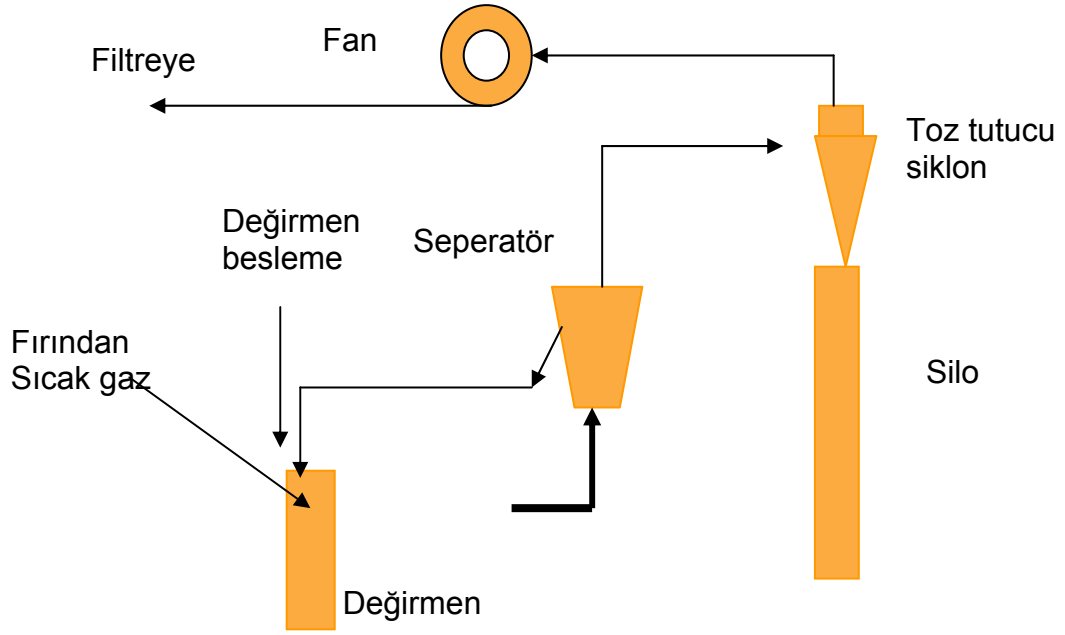 Fan
Filtreye
Toz tutucu
siklon
Değirmen
besleme
Seperatör
Fırından
Sıcak gaz
Silo
Değirmen